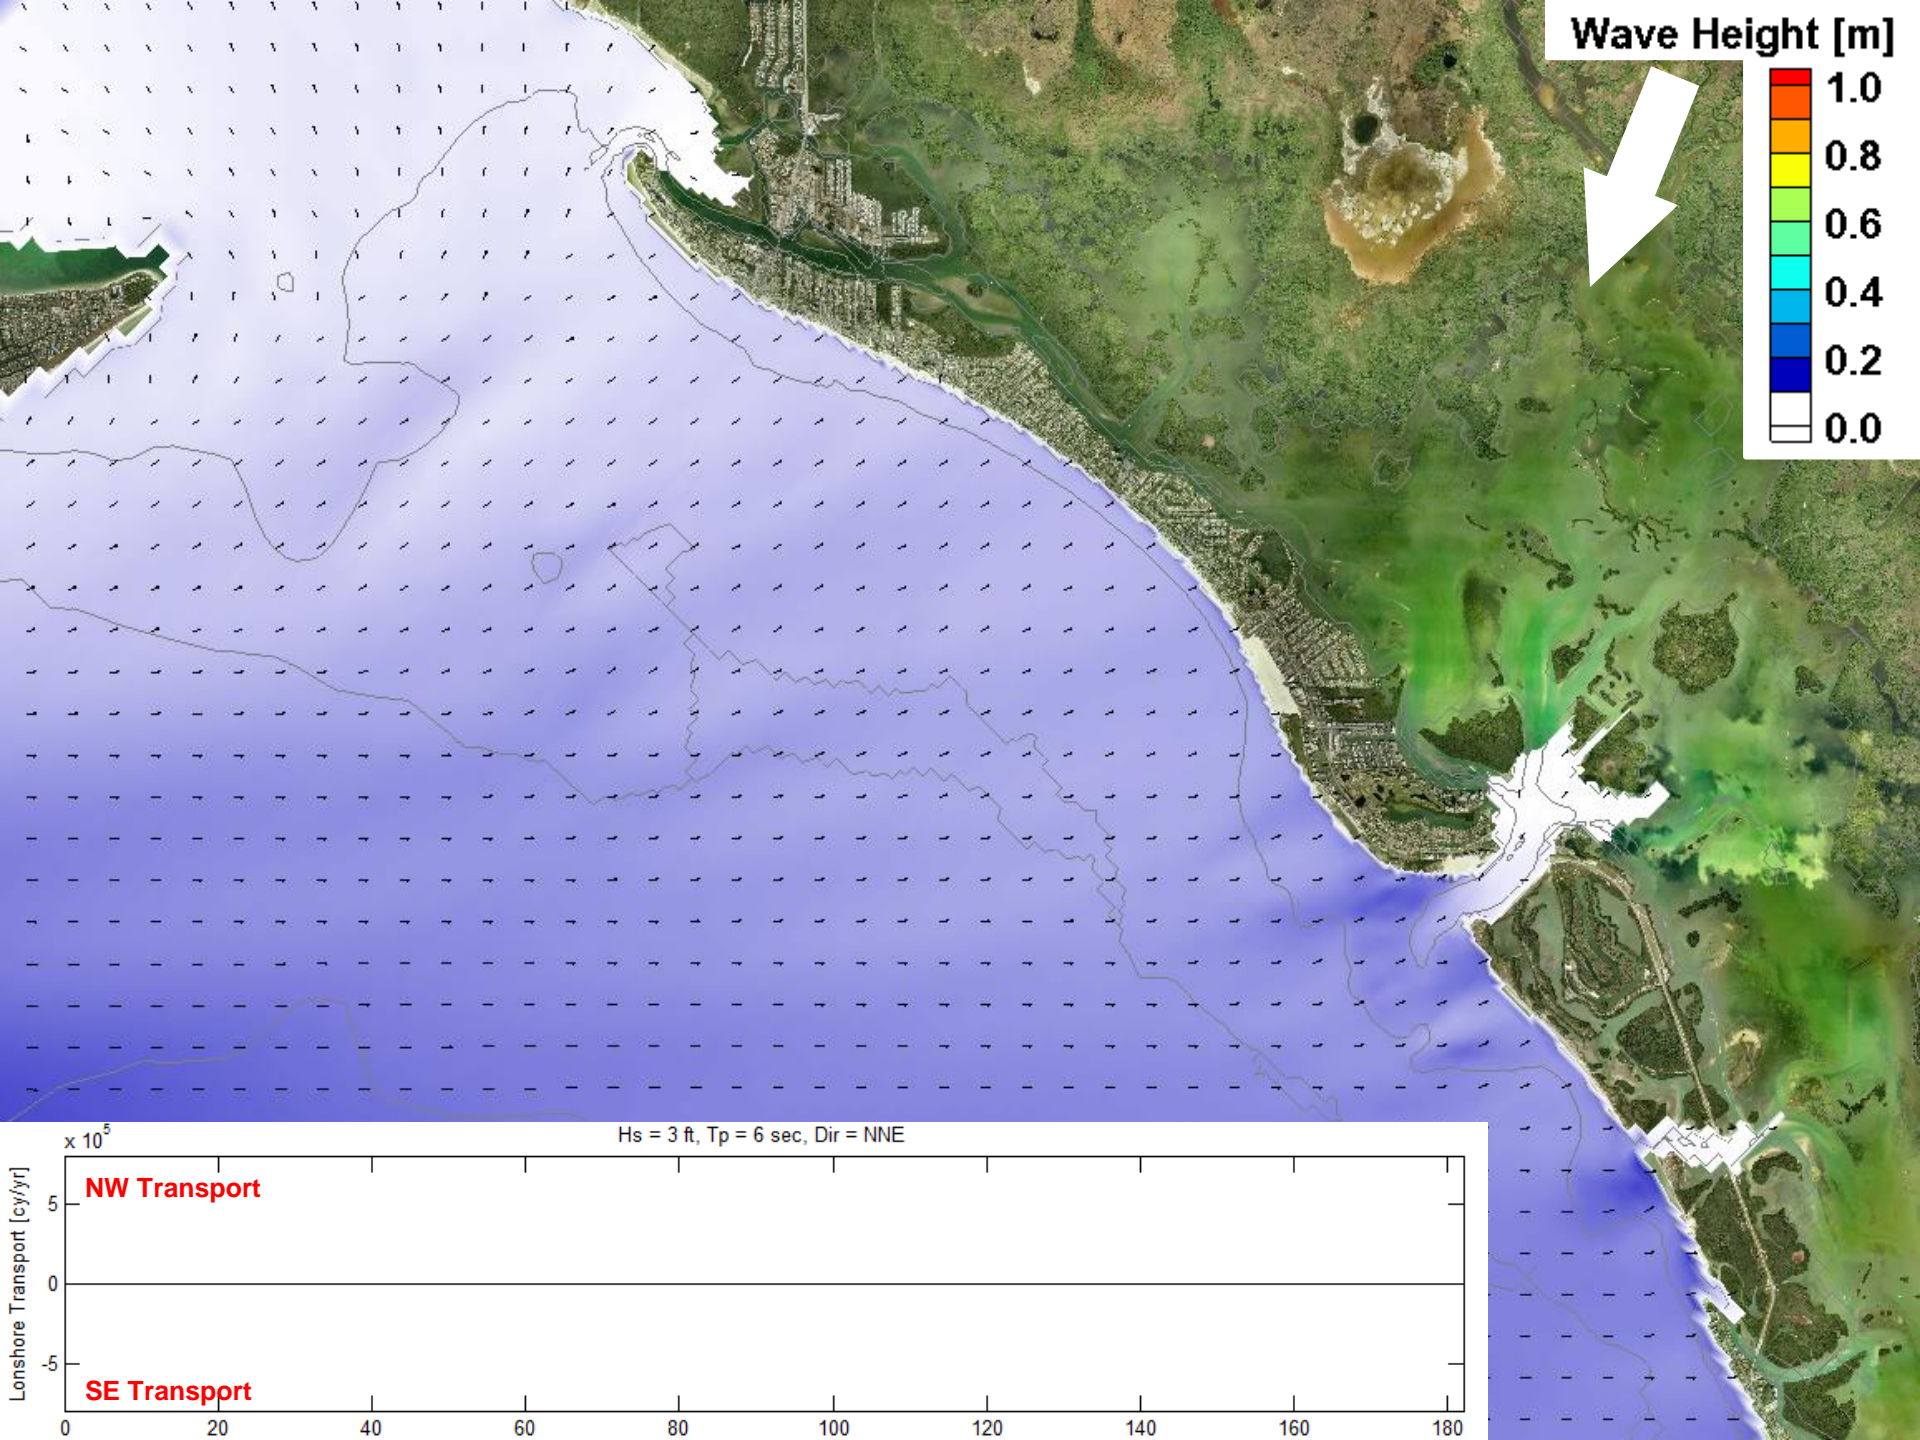 Wave Height [m]
1.0
0.8
0.6
0.4
0.2
0.0
x 10^5
Hs = 3 ft, Tp = 6 sec, Dir = NNE
Lonshore Transport [cy/yr]
NW Transport
5
0
-5
SE Transport
0 20 40 60 80 100 120 140 160 180